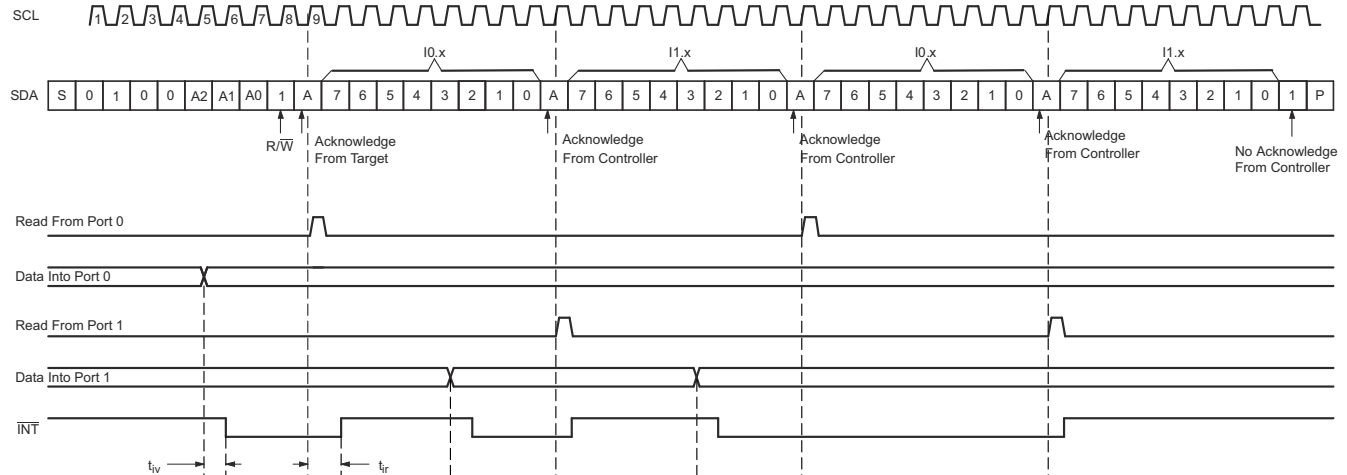 SCL
1 2 3 4 5 6 7 8 9
I0.x I1.x I0.x I1.x
SDA S 0 1 0 0 A2 A1 A0 1 A 7 6 5 4 3 2 1 0 A 7 6 5 4 3 2 1 0 A 7 6 5 4 3 2 1 0 A 7 6 5 4 3 2 1 0 1 P
R/W
Acknowledge
From Target
Acknowledge
From Controller
Acknowledge
From Controller
Acknowledge
From Controller
No Acknowledge
From Controller
Read From Port 0
Data Into Port 0
Read From Port 1
Data Into Port 1
INT
tiv tir